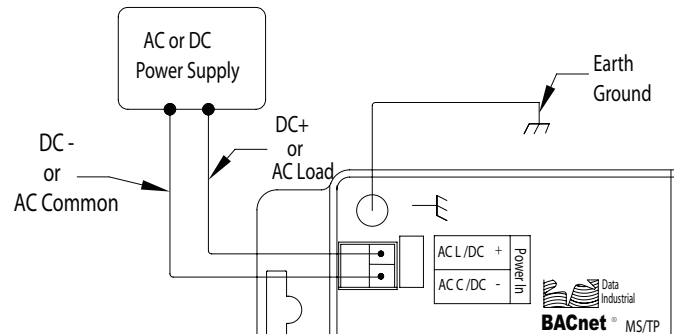 AC or DC
Power Supply
Earth
Ground
DC+
or
AC Load
DC -
or
AC Common
AC L /DC +
AC C /DC -
Power In
Data
Industrial
BACnet ® MS/TP